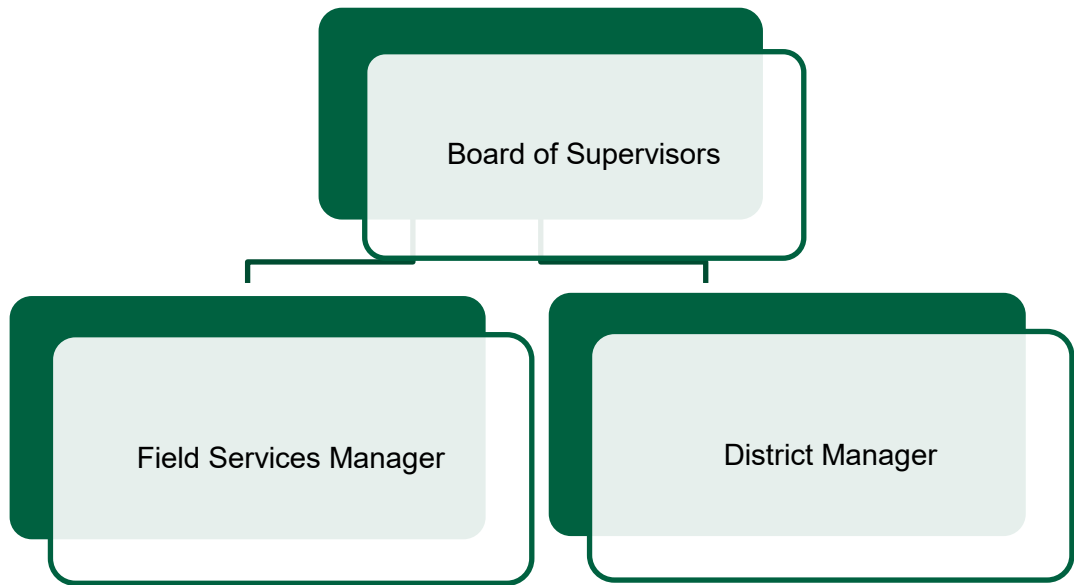 Board of Supervisors
Field Services Manager
District Manager